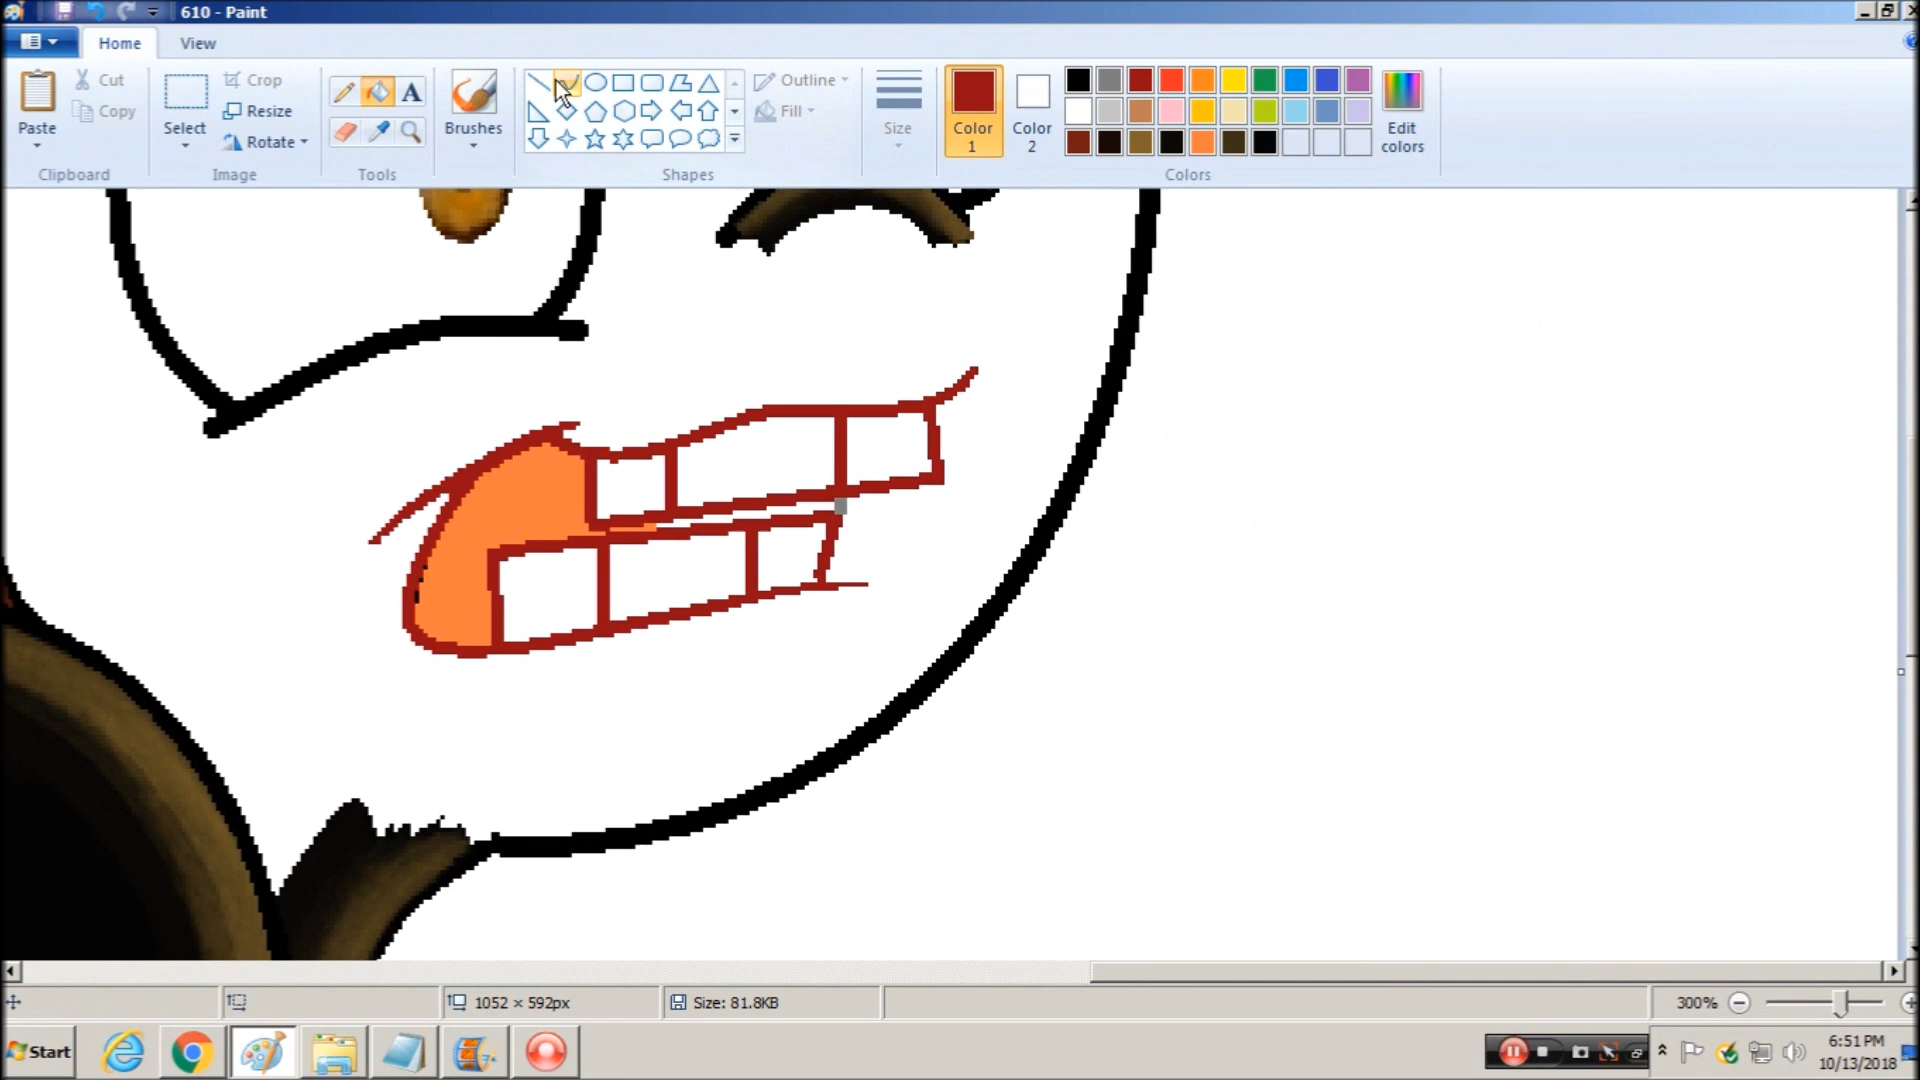 610 - Paint
Home View
Paste
Cut
Copy
Clipboard
Select
Crop
Resize
Rotate
Image
A
Tools
Brushes
Shapes
Outline
Fill
Size
Color
1
Color
2
Edit
colors
Colors
1052 × 592px
Size: 81.8KB
300%
Start
6:51 PM
10/13/2018